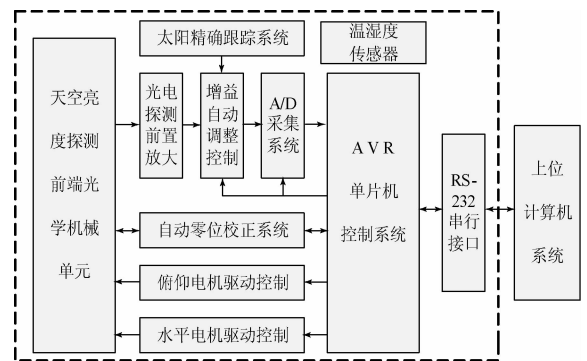 太阳精确跟踪系统
温湿度
传感器
天空亮
度探测
前端光
学机械
单元
光电
探测
前置
放大
增益
自动
调整
控制
A/D
采集
系统
A V R
单片机
控制系统
RS-
232
串行
接口
上位
计算机
系统
自动零位校正系统
俯仰电机驱动控制
水平电机驱动控制